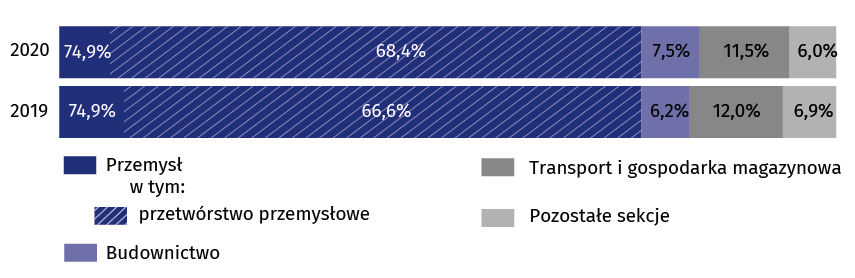 2020 74,9% 68,4% 7,5% 11,5% 6,0%
2019 74,9% 66,6% 6,2% 12,0% 6,9%
Przemysł
w tym:
przetwórstwo przemysłowe
Budownictwo
Transport i gospodarka magazynowa
Pozostałe sekcje